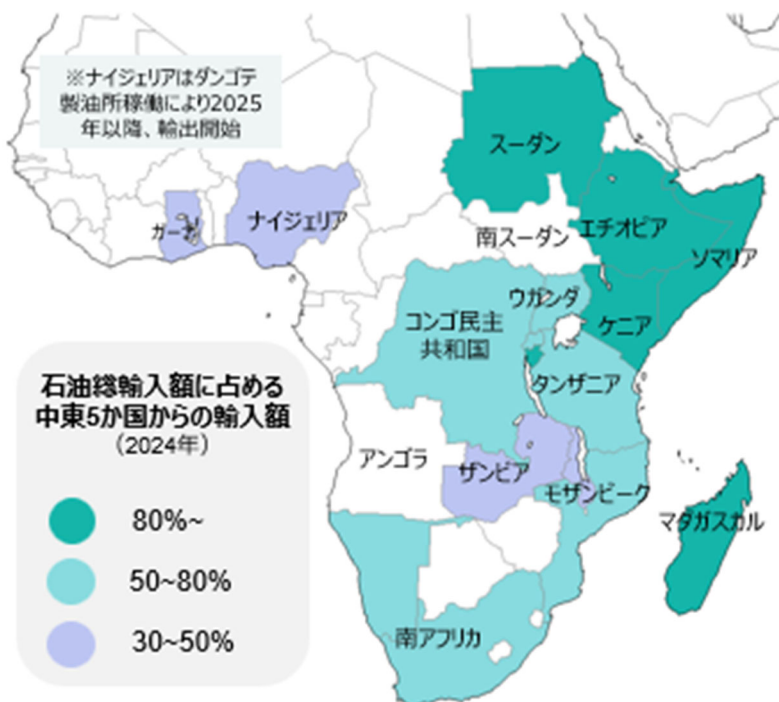 ※ナイジェリアはダンゴテ
製油所稼働により2025
年以降、輸出開始
スーダン
ガーナ
ナイジェリア
南スーダン
エチオピア
ソマリア
ウガンダ
コンゴ民主
共和国
ケニア
タンザニア
石油総輸入額に占める
中東5か国からの輸入額
（2024年）
アンゴラ
ザンビア
モザンビーク
マダガスカル
80%~
50~80%
30~50%
南アフリカ